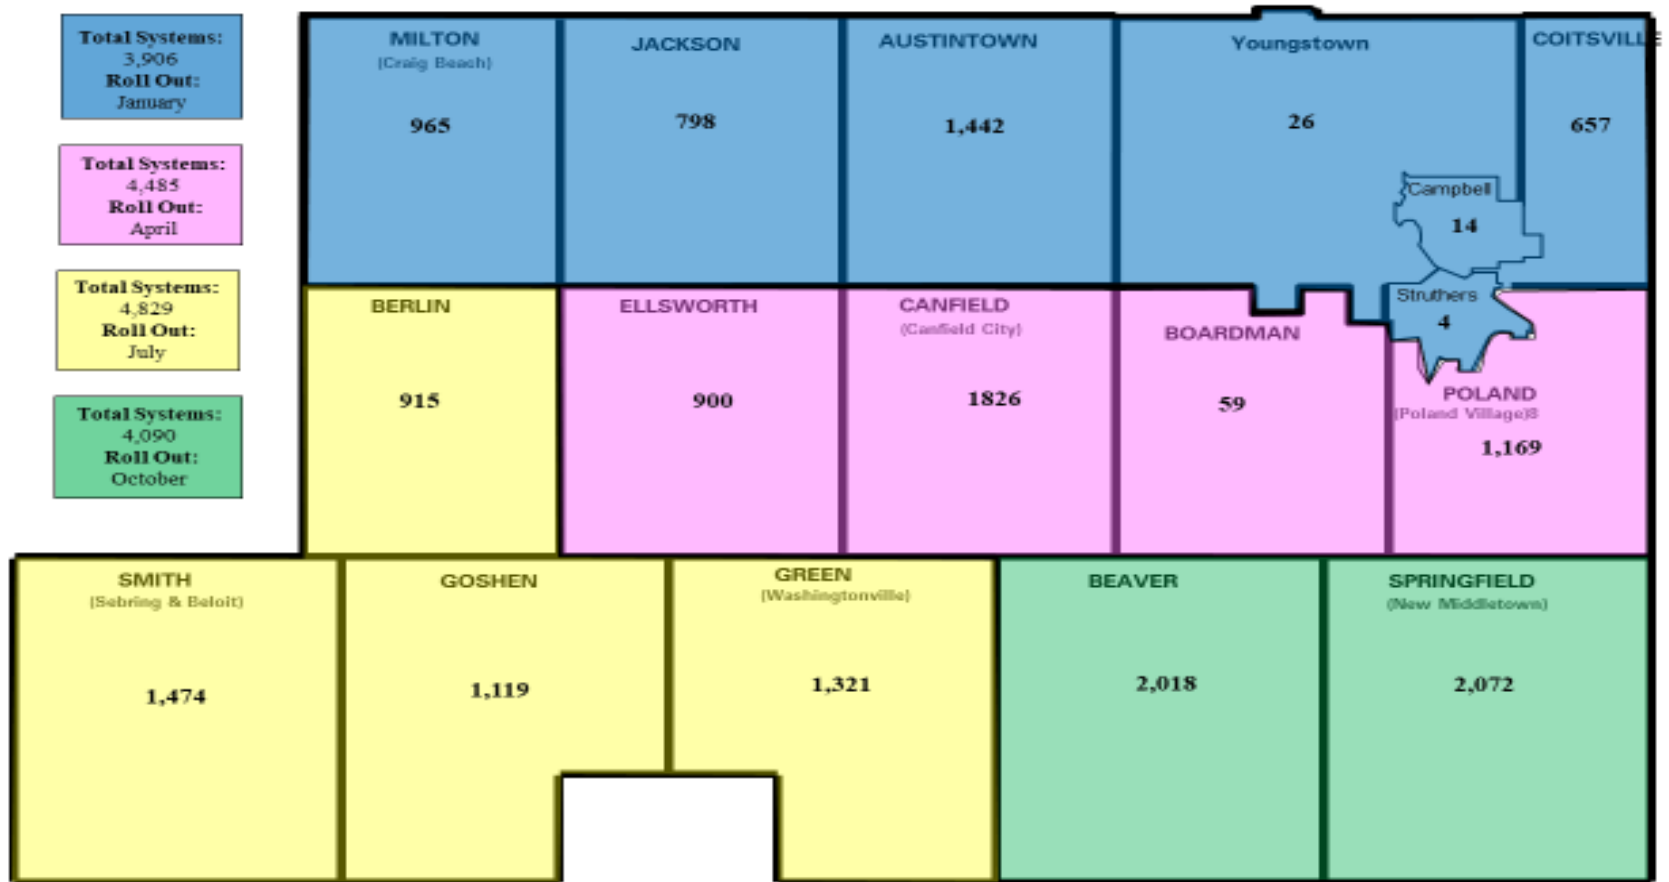 Total Systems:
3,906
Roll Out:
January
Total Systems:
4,485
Roll Out:
April
Total Systems:
4,829
Roll Out:
July
Total Systems:
4,090
Roll Out:
October
MILTON
(Craig Beach)
965
JACKSON
798
AUSTINTOWN
1,442
Youngstown
26
COITSVILLE
657
Campbell
14
Struthers
4
BERLIN
915
ELLSWORTH
900
CANFIELD
(Canfield City)
1826
BOARDMAN
59
POLAND
(Poland Village)8
1,169
SMITH
(Sebring & Beloit)
1,474
GOSHEN
1,119
GREEN
(Washingtonville)
1,321
BEAVER
2,018
SPRINGFIELD
(New Middletown)
2,072